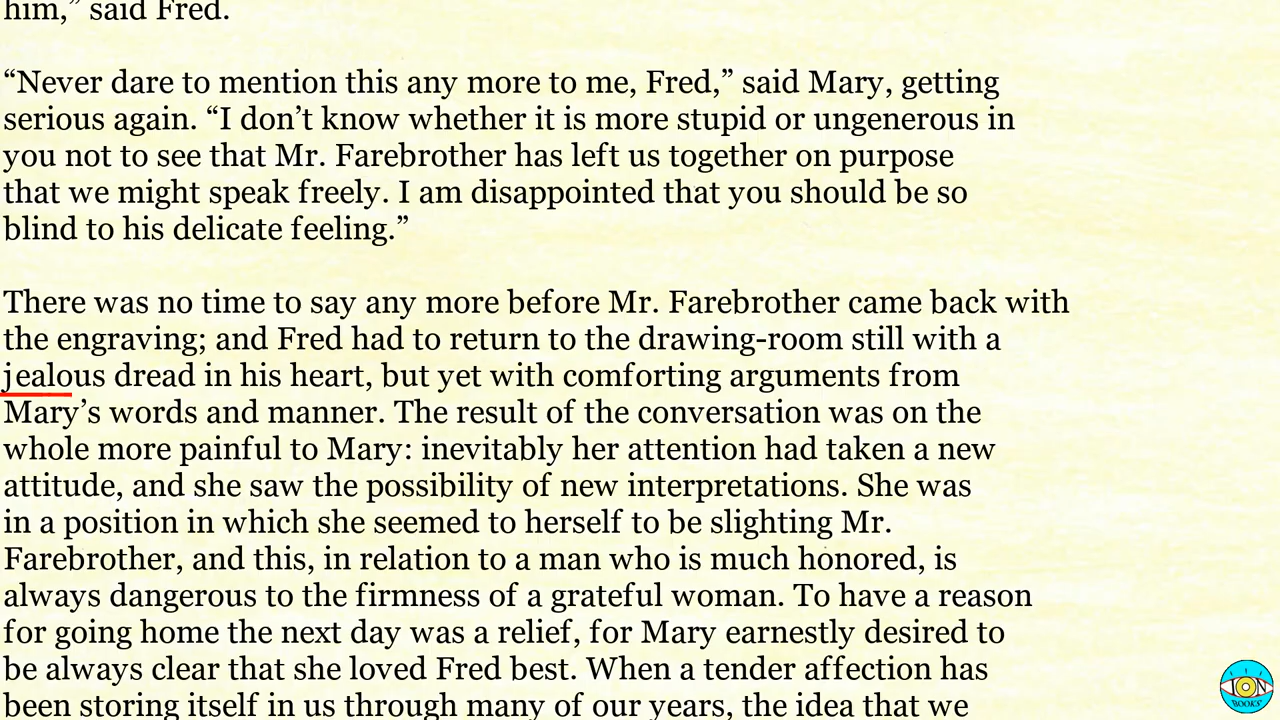 him,” said Fred.
“Never dare to mention this any more to me, Fred,” said Mary, getting
serious again. “I don’t know whether it is more stupid or ungenerous in
you not to see that Mr. Farebrother has left us together on purpose
that we might speak freely. I am disappointed that you should be so
blind to his delicate feeling.”
There was no time to say any more before Mr. Farebrother came back with
the engraving; and Fred had to return to the drawing-room still with a
jealous dread in his heart, but yet with comforting arguments from
Mary’s words and manner. The result of the conversation was on the
whole more painful to Mary: inevitably her attention had taken a new
attitude, and she saw the possibility of new interpretations. She was
in a position in which she seemed to herself to be slighting Mr.
Farebrother, and this, in relation to a man who is much honored, is
always dangerous to the firmness of a grateful woman. To have a reason
for going home the next day was a relief, for Mary earnestly desired to
be always clear that she loved Fred best. When a tender affection has
been storing itself in us through many of our years, the idea that we
ION
BOOKS